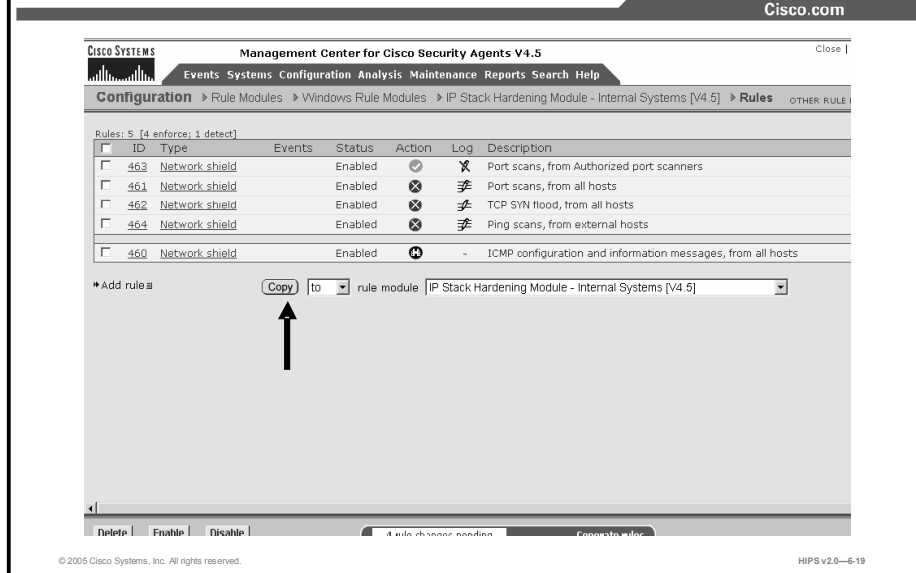 Cisco.com
CISCO SYSTEMS
Management Center for Cisco Security Agents V4.5
Close |
Events Systems Configuration Analysis Maintenance Reports Search Help
Configuration > Rule Modules > Windows Rule Modules > IP Stack Hardening Module - Internal Systems [V4.5] > Rules OTHER RULE
Rules: 5 [4 enforce; 1 detect]
ID Type Events Status Action Log Description
463 Network shield Enabled Port scans, from Authorized port scanners
461 Network shield Enabled Port scans, from all hosts
462 Network shield Enabled TCP SYN flood, from all hosts
464 Network shield Enabled Ping scans, from external hosts
460 Network shield Enabled - ICMP configuration and information messages, from all hosts
Add rule
Copy to rule module IP Stack Hardening Module - Internal Systems [V4.5]
Delete Enable Disable 4 rule changes pending Generate rules
© 2005 Cisco Systems, Inc. All rights reserved.
HIPS v2.0—6-19